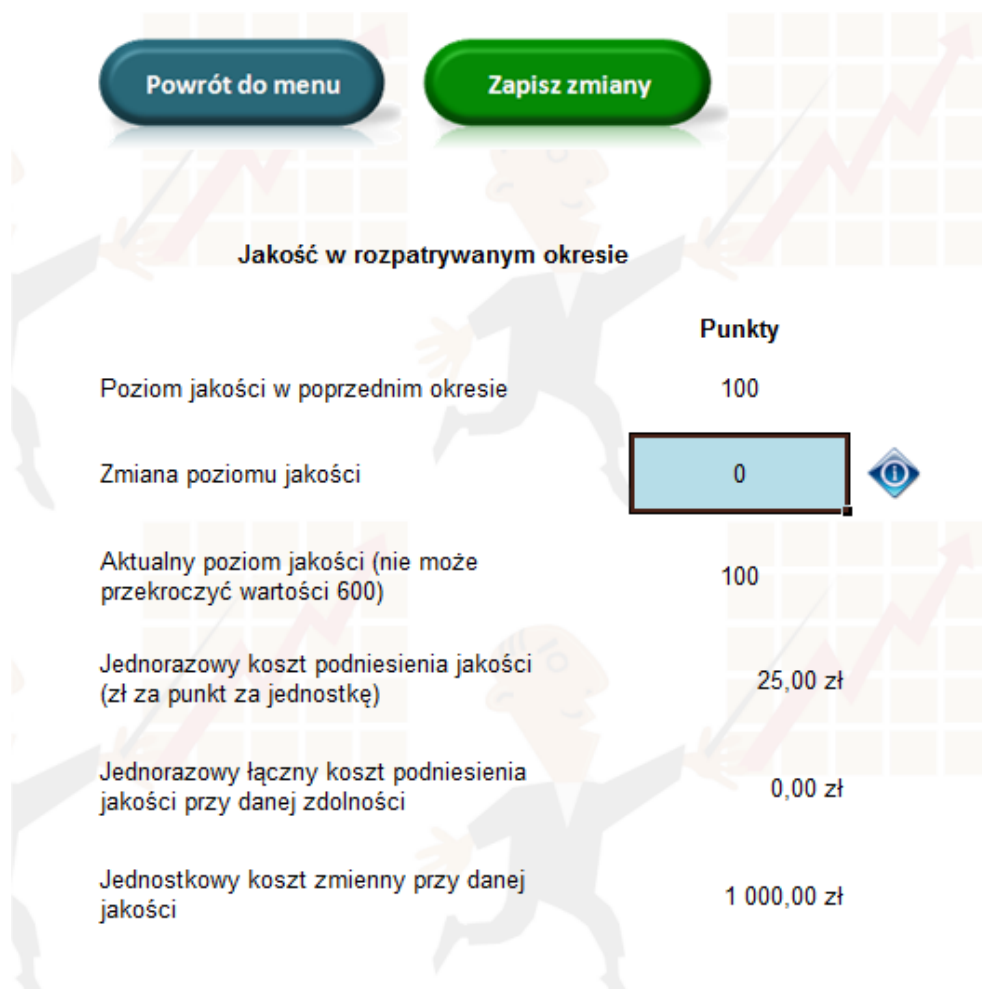 Powrót do menu
Zapisz zmiany
Jakość w rozpatrywanym okresie
Punkty
Poziom jakości w poprzednim okresie 100
Zmiana poziomu jakości 0
Aktualny poziom jakości (nie może
przekroczyć wartości 600) 100
Jednorazowy koszt podniesienia jakości
(zł za punkt za jednostkę) 25,00 zł
Jednorazowy łączny koszt podniesienia
jakości przy danej zdolności 0,00 zł
Jednostkowy koszt zmienny przy danej
jakości 1 000,00 zł